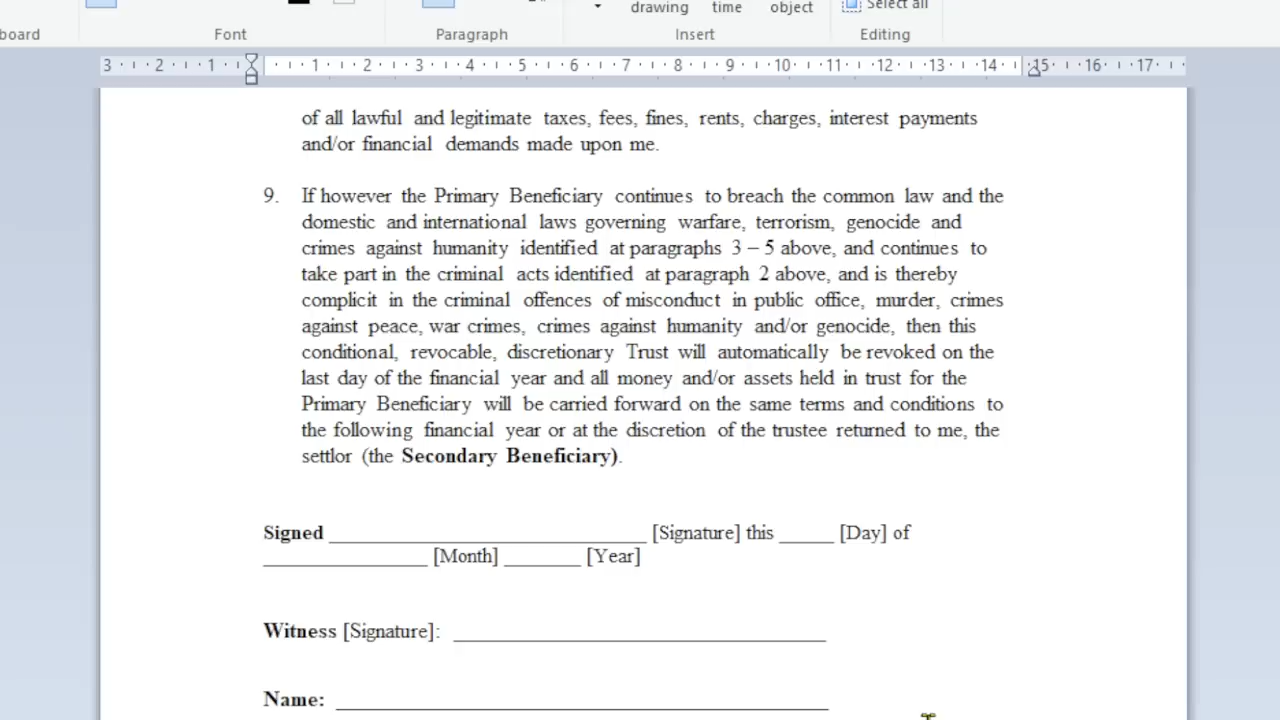 drawing time object Select all
board Font Paragraph Insert Editing
3 2 1 1 2 3 4 5 6 7 8 9 10 11 12 13 14 15 16 17
of all lawful and legitimate taxes, fees, fines, rents, charges, interest payments
and/or financial demands made upon me.
9. If however the Primary Beneficiary continues to breach the common law and the
domestic and international laws governing warfare, terrorism, genocide and
crimes against humanity identified at paragraphs 3 – 5 above, and continues to
take part in the criminal acts identified at paragraph 2 above, and is thereby
complicit in the criminal offences of misconduct in public office, murder, crimes
against peace, war crimes, crimes against humanity and/or genocide, then this
conditional, revocable, discretionary Trust will automatically be revoked on the
last day of the financial year and all money and/or assets held in trust for the
Primary Beneficiary will be carried forward on the same terms and conditions to
the following financial year or at the discretion of the trustee returned to me, the
settlor (the Secondary Beneficiary).
Signed ______________________________ [Signature] this _____ [Day] of
_______________ [Month] _______ [Year]
Witness [Signature]: __________________________________
Name: _____________________________________________